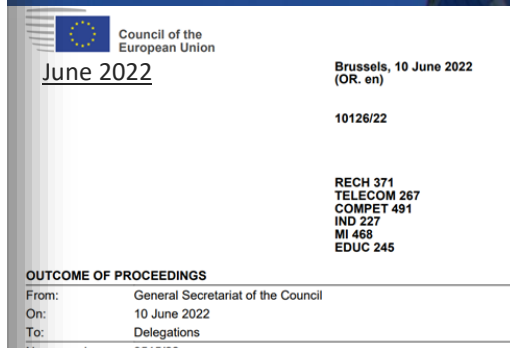 Council of the
European Union
June 2022
Brussels, 10 June 2022
(OR. en)
10126/22
RECH 371
TELECOM 267
COMPET 491
IND 227
MI 468
EDUC 245
OUTCOME OF PROCEEDINGS
From: General Secretariat of the Council
On: 10 June 2022
To: Delegations